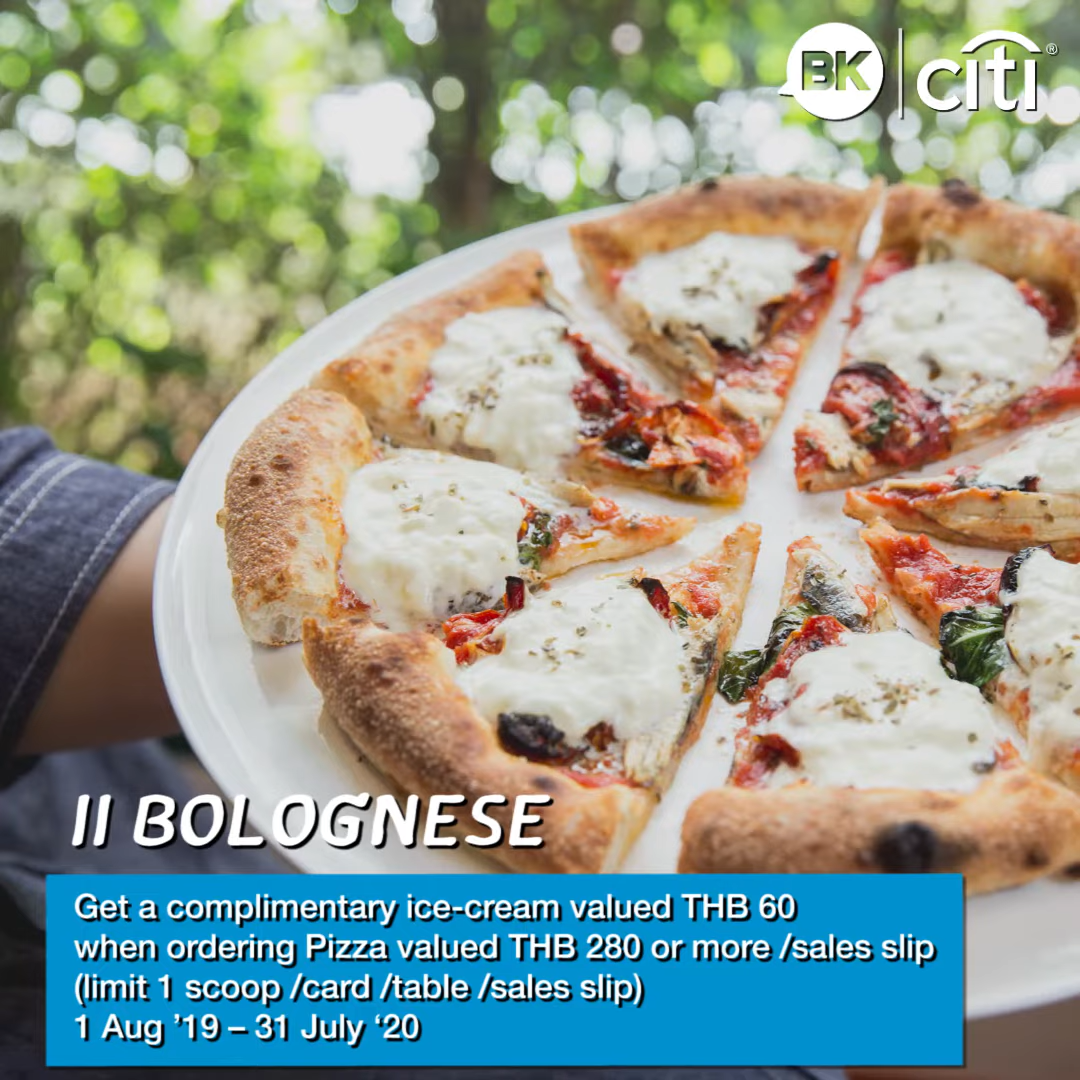 BK | citi®
II BOLOGNESE
Get a complimentary ice-cream valued THB 60
when ordering Pizza valued THB 280 or more /sales slip
(limit 1 scoop /card /table /sales slip)
1 Aug ’19 – 31 July ‘20